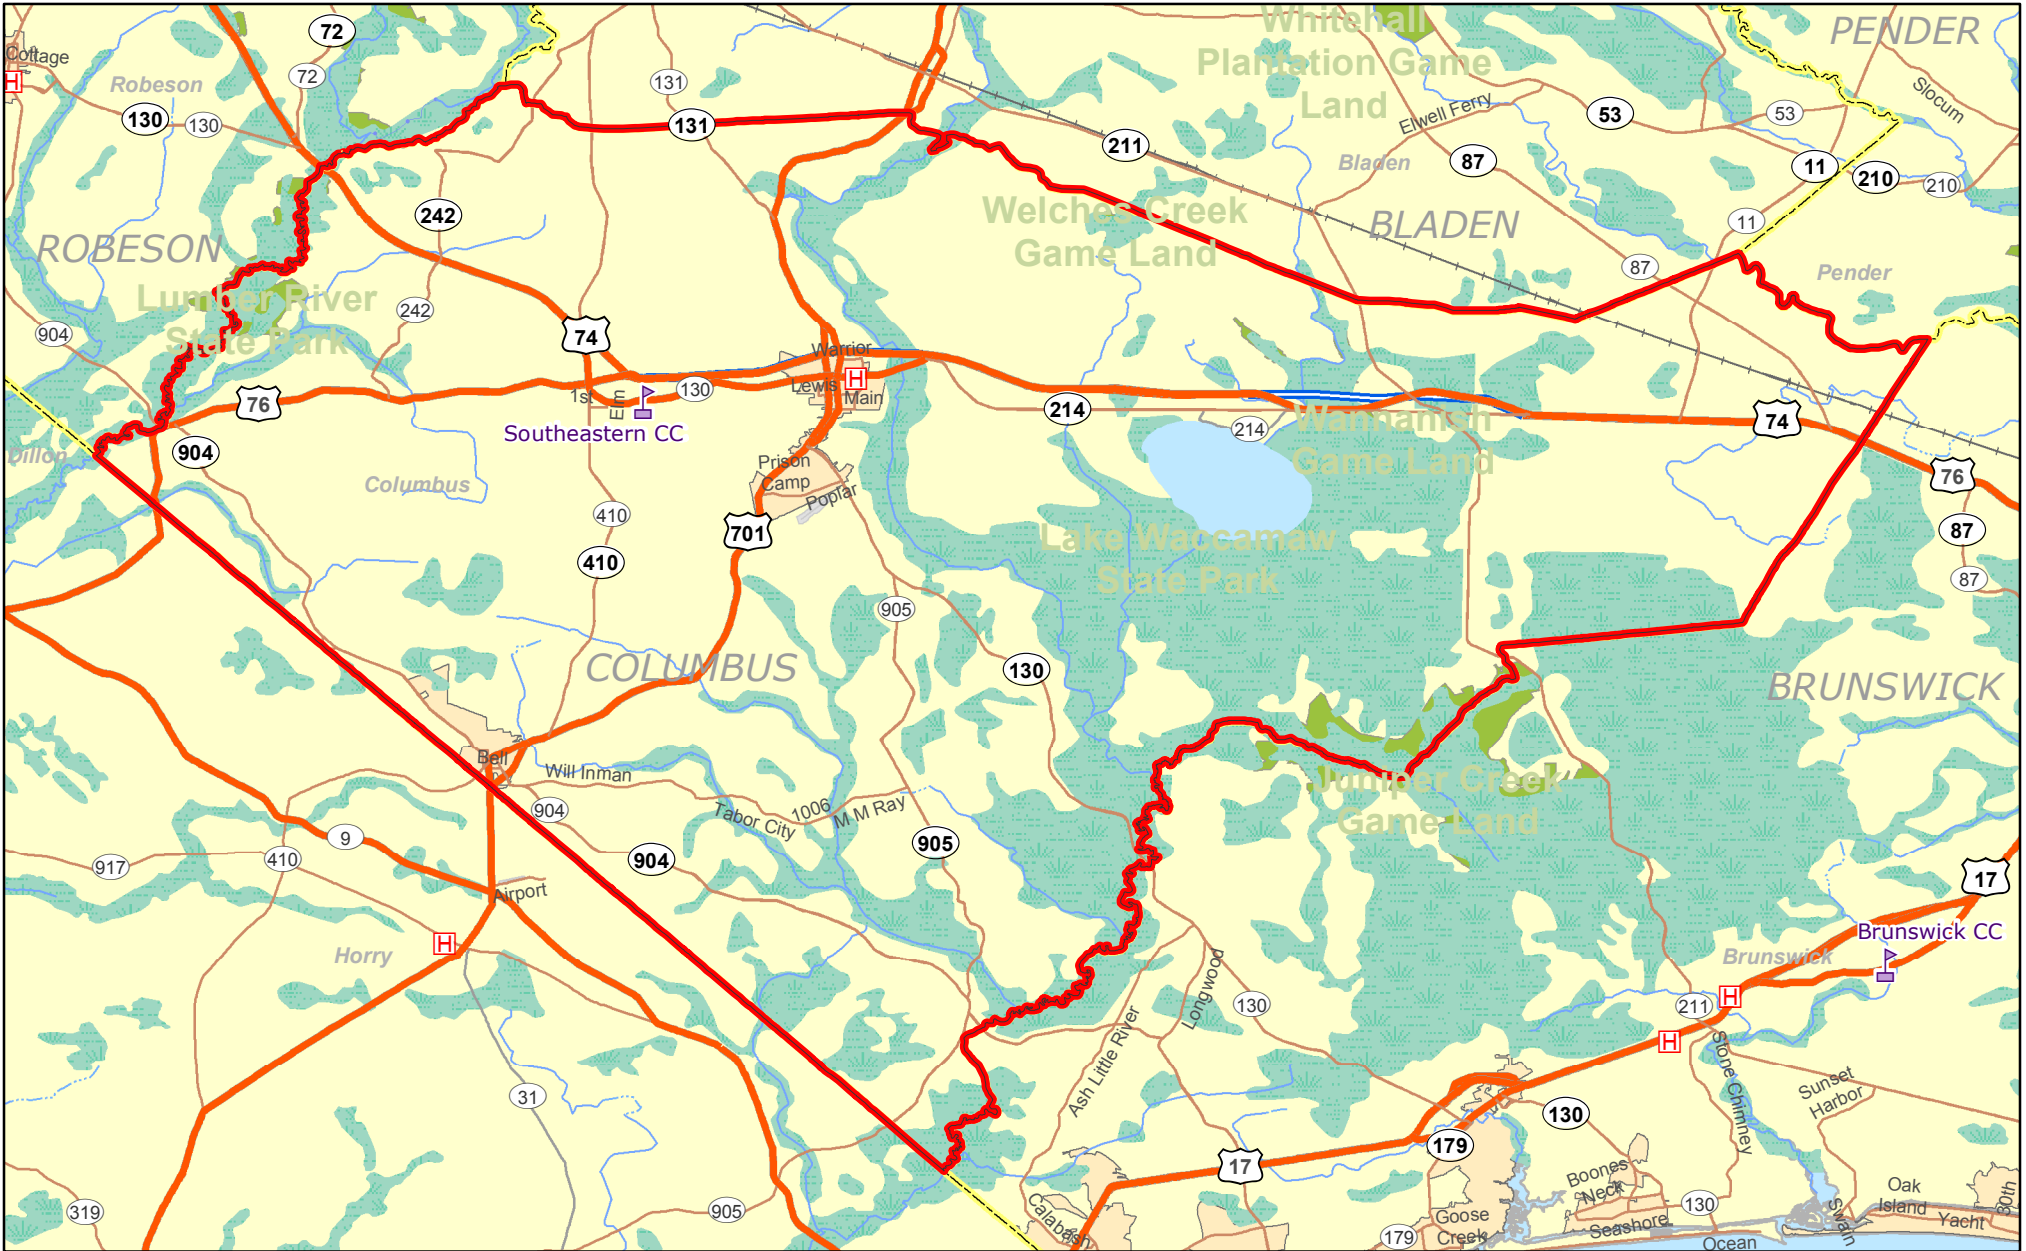 Whitehall
Plantation Game
Land
PENDER
72
Cottage
H
Robeson
72
131
Slocum
130
130
131
211
Elwell Ferry
53
53
Bladen
87
11
210
210
242
Welches Creek
Game Land
BLADEN
11
ROBESON
87
Pender
Lumber River
State Park
242
904
74
Warrior
H
Lewis
Main
76
1st
Elm
130
Southeastern CC
214
214
Wannanish
Game Land
74
904
Dillon
Columbus
Prison
Camp
Poplar
76
410
701
87
Lake Waccamaw
State Park
410
87
905
COLUMBUS
130
BRUNSWICK
Bell
Will Inman
904
Tabor City
1006
M M Ray
Juniper Creek
Game Land
9
410
917
904
905
17
Airport
H
Horry
Brunswick CC
Brunswick
Longwood
130
H
211
H
Ash Little River
Stone Chimney
31
Sunset
Harbor
130
179
17
Boones
Neck
319
905
Calabash
Goose
Creek
179
Seashore
130
Swain
Oak
Island
Yacht
30th
Ocean